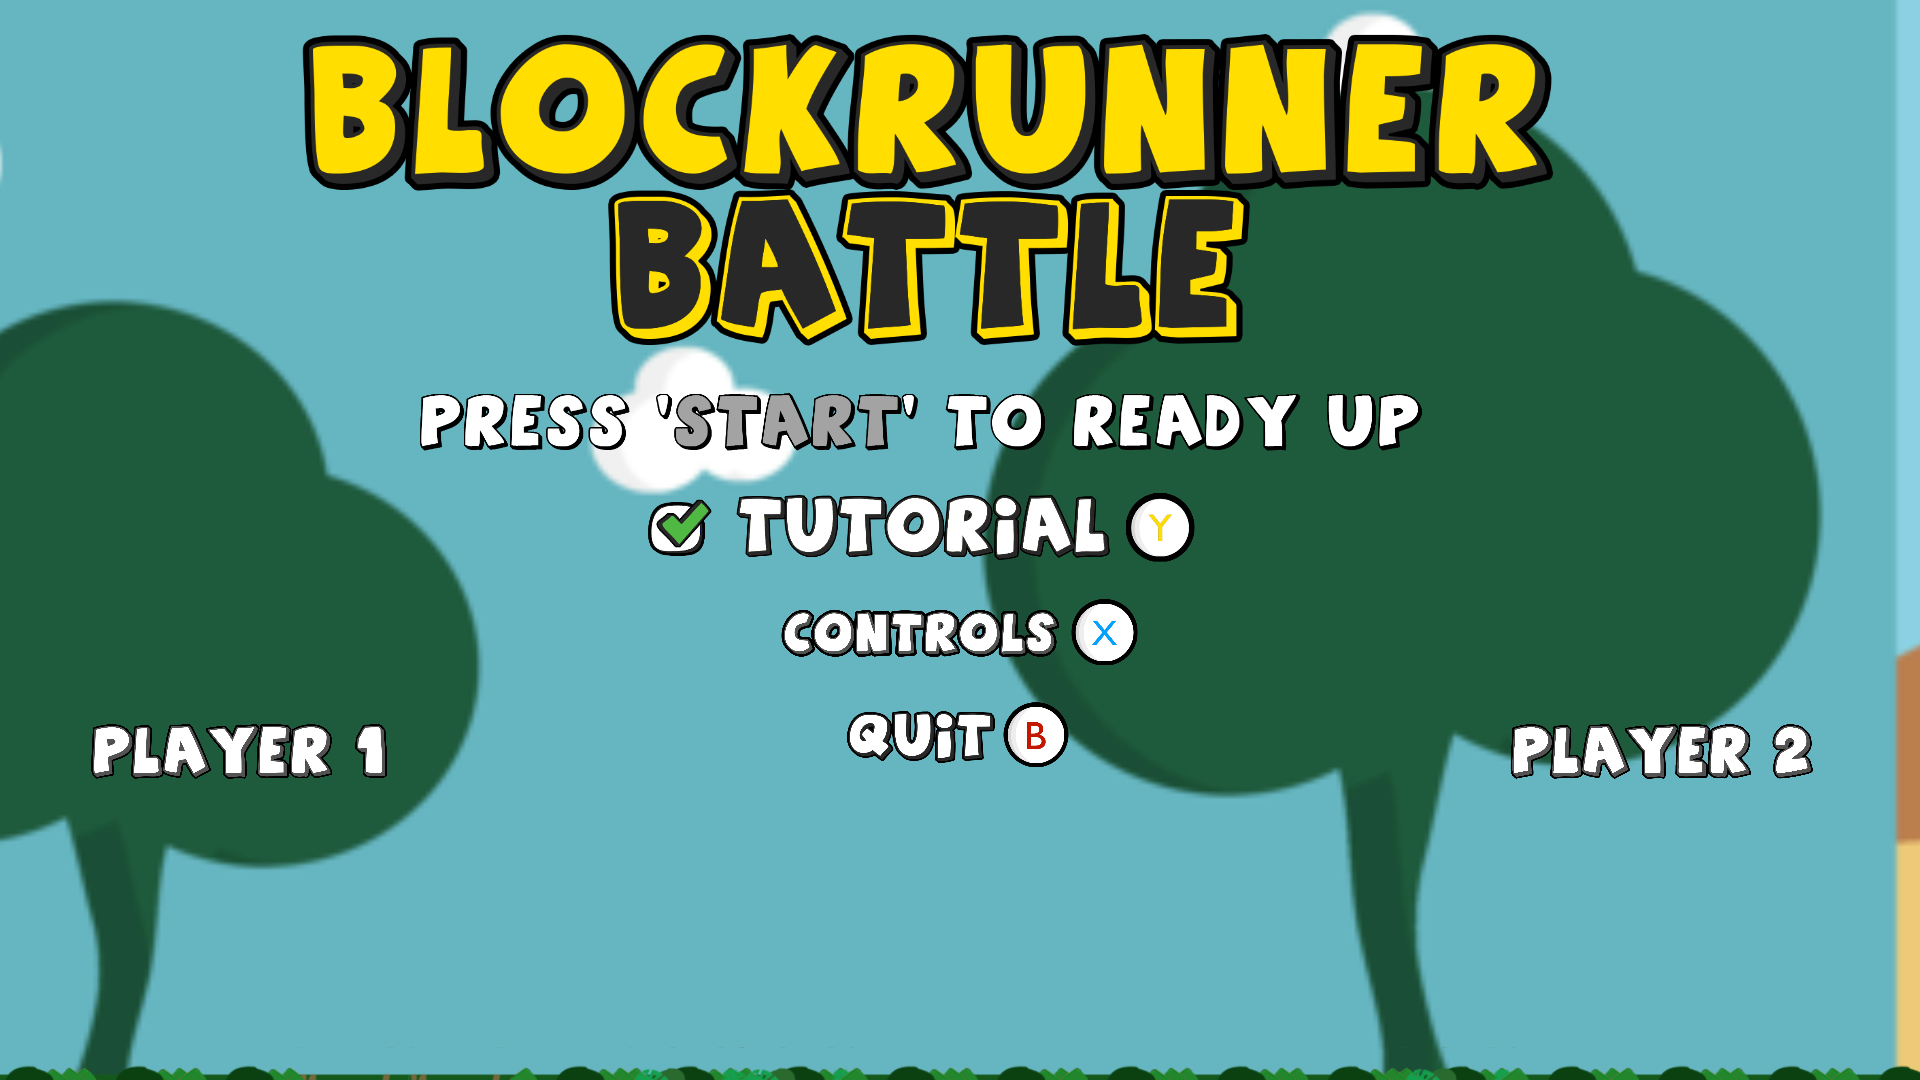 BLOCKRUNNER
BATTLE
PRESS 'START' TO READY UP
TUTORiAL Y
CONTROLS X
QUiT B
PLAYER 1
PLAYER 2